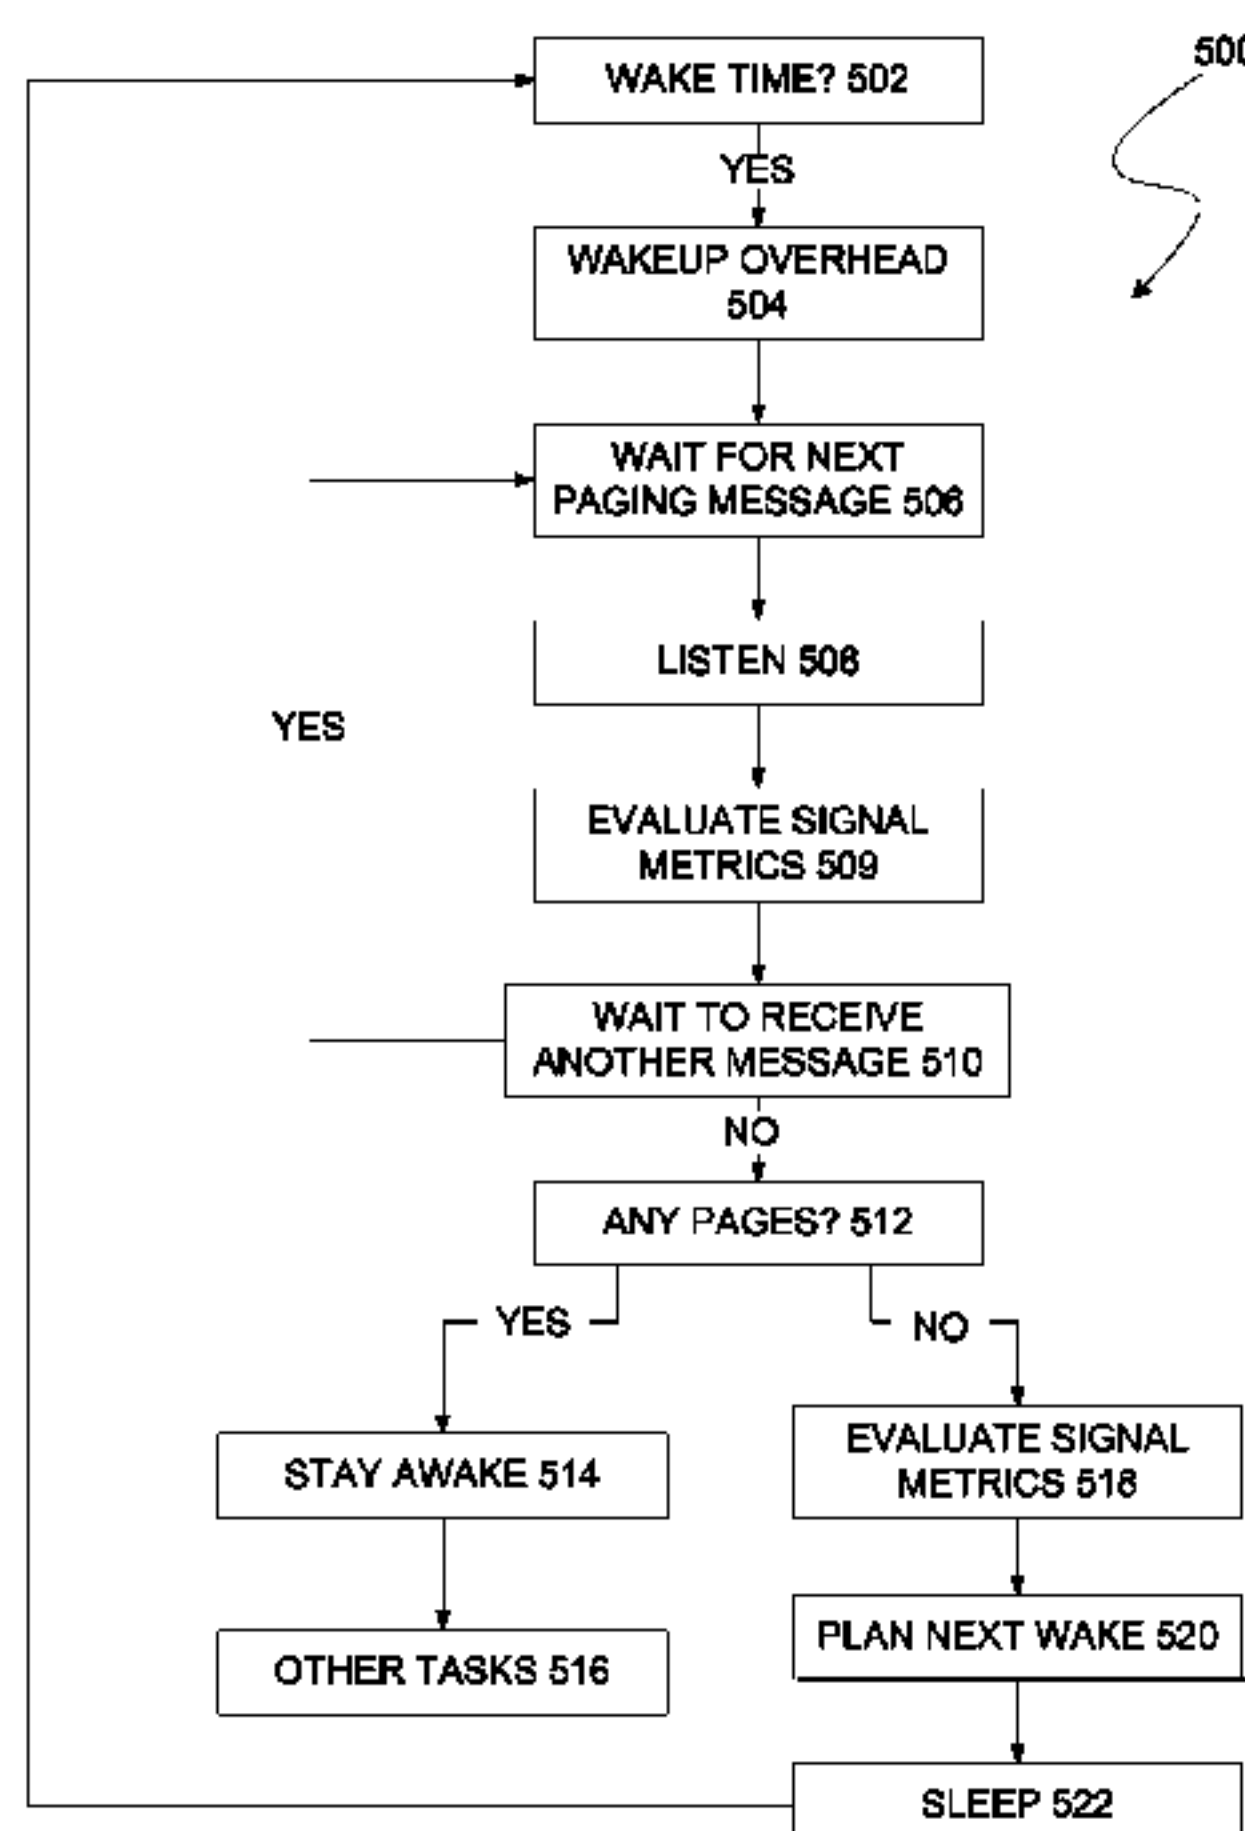 500
WAKE TIME? 502
YES
WAKEUP OVERHEAD
504
WAIT FOR NEXT
PAGING MESSAGE 506
LISTEN 508
YES
EVALUATE SIGNAL
METRICS 509
WAIT TO RECEIVE
ANOTHER MESSAGE 510
NO
ANY PAGES? 512
YES
NO
EVALUATE SIGNAL
METRICS 518
STAY AWAKE 514
PLAN NEXT WAKE 520
OTHER TASKS 516
SLEEP 522